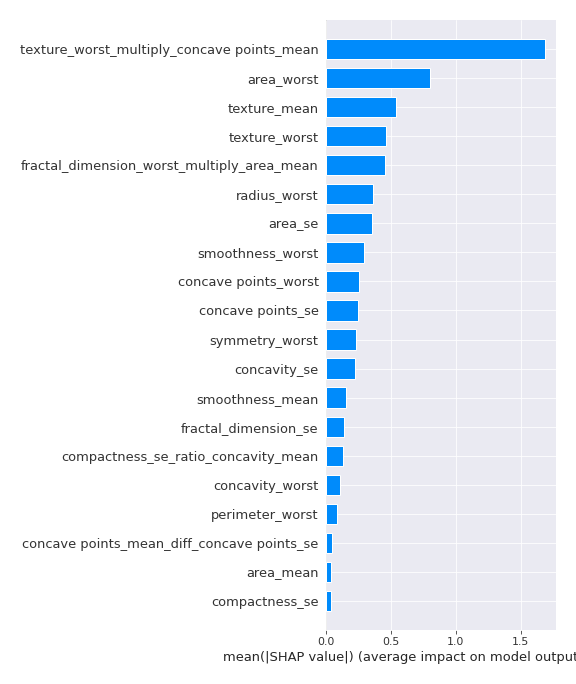 texture_worst_multiply_concave points_mean
area_worst
texture_mean
texture_worst
fractal_dimension_worst_multiply_area_mean
radius_worst
area_se
smoothness_worst
concave points_worst
concave points_se
symmetry_worst
concavity_se
smoothness_mean
fractal_dimension_se
compactness_se_ratio_concavity_mean
concavity_worst
perimeter_worst
concave points_mean_diff_concave points_se
area_mean
compactness_se
0.0 0.5 1.0 1.5
mean(|SHAP value|) (average impact on model output